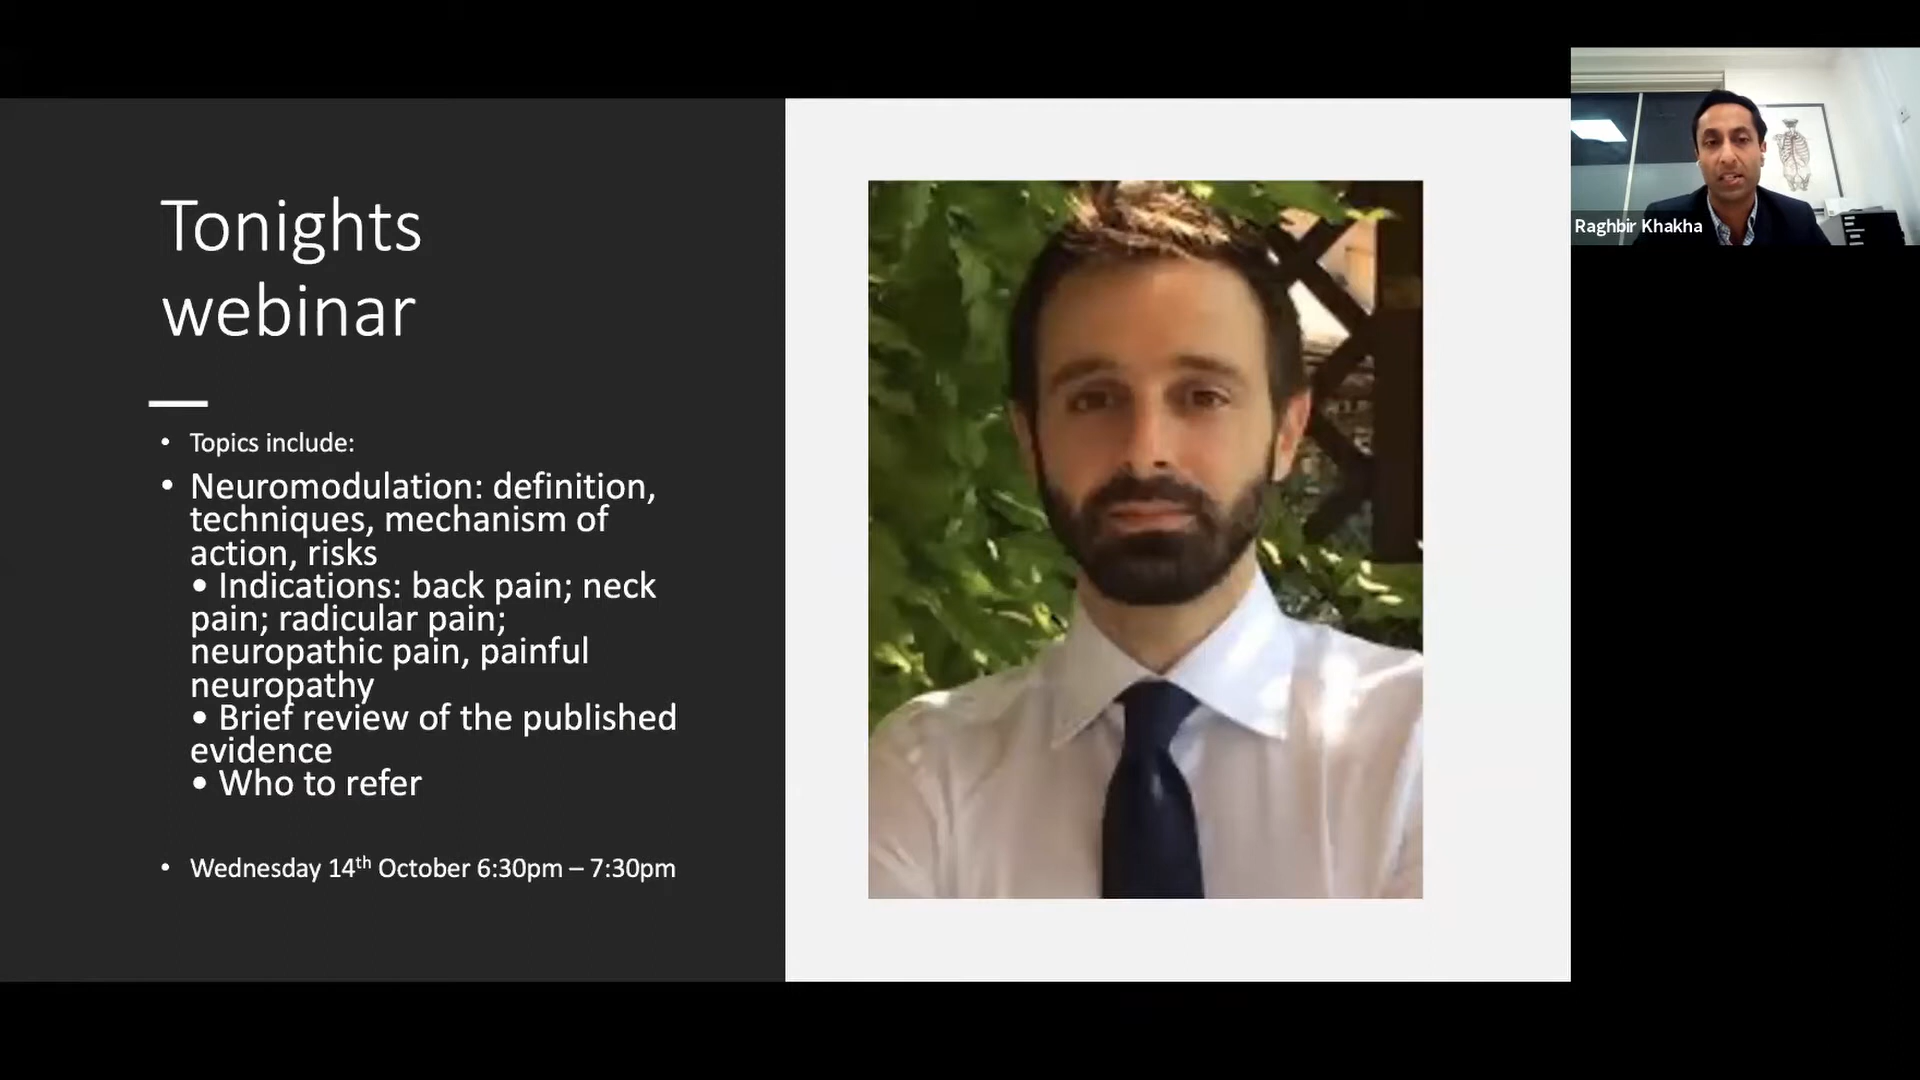 Tonights
webinar
• Topics include:
• Neuromodulation: definition,
techniques, mechanism of
action, risks
• Indications: back pain; neck
pain; radicular pain;
neuropathic pain, painful
neuropathy
• Brief review of the published
evidence
• Who to refer
• Wednesday 14th October 6:30pm – 7:30pm
Raghbir Khakha